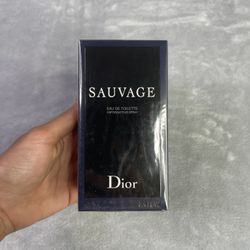 SAUVAGE
EAU DE TOILETTE
VAPORISATEUR SPRAY
Dior